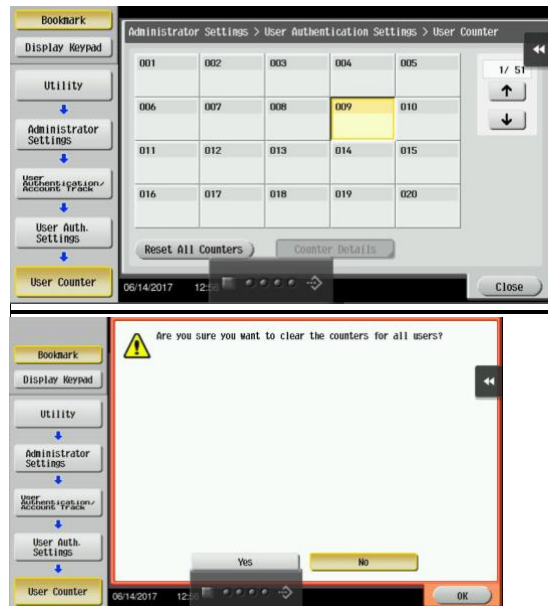 Bookmark
Display Keypad
Utility
Administrator
Settings
User
Authentication/
Account Track
User Auth.
Settings
User Counter
Administrator Settings > User Authentication Settings > User Counter
001 002 003 004 005
1/ 51
006 007 008 009 010
011 012 013 014 015
016 017 018 019 020
Reset All Counters
Counter Details
06/14/2017
Close
Bookmark
Display Keypad
Utility
Administrator
Settings
User
Authentication/
Account Track
User Auth.
Settings
User Counter
Are you sure you want to clear the counters for all users?
Yes No
06/14/2017
OK